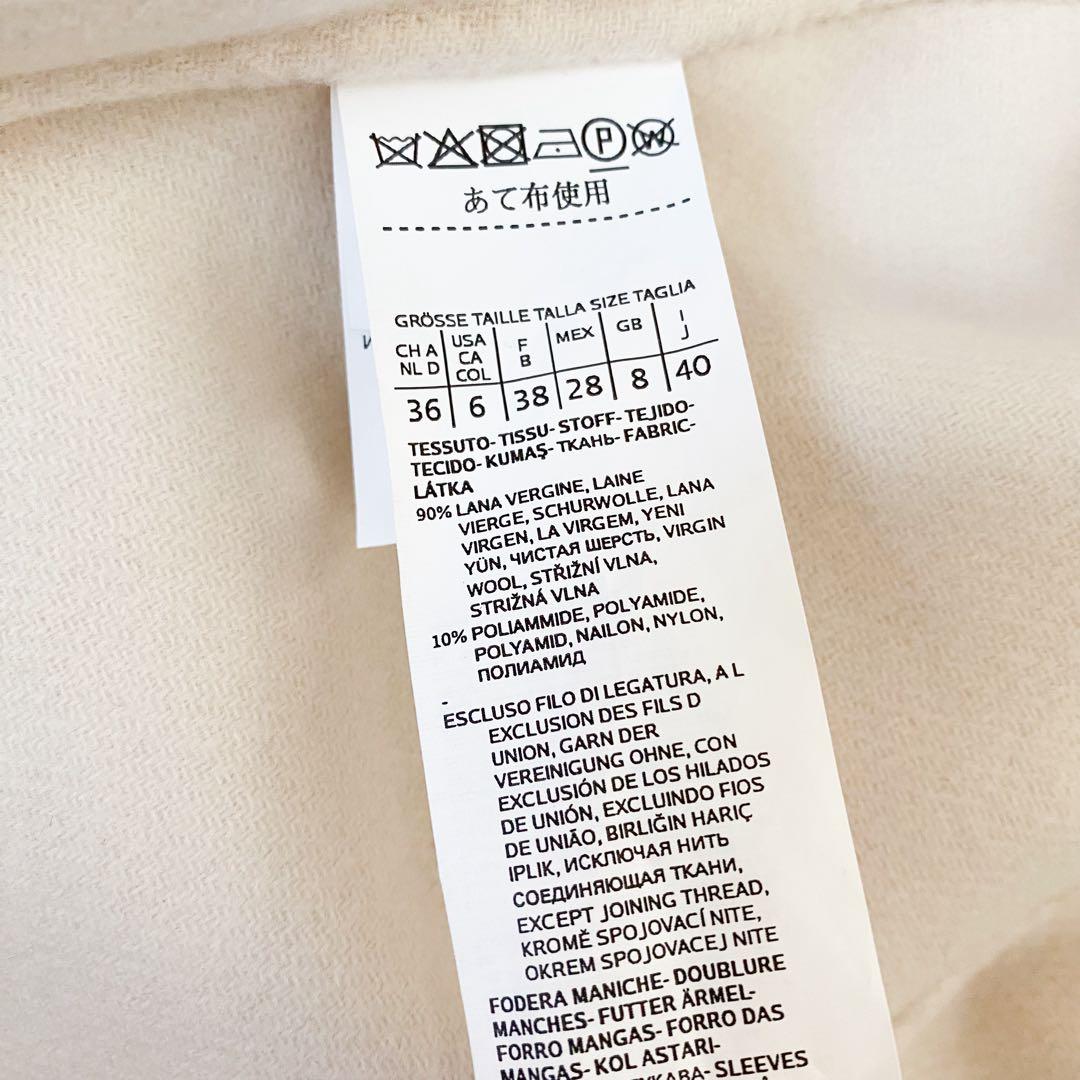 P W
あて布使用
GRÖSSE TAILLE TALLA SIZE TAGLIA
CH A NL D USA CA COL F B MEX GB I J
36 6 38 28 8 40
TESSUTO- TISSU- STOFF- TEJIDO-
TECIDO- KUMAŞ- ТКАНЬ- FABRIC-
LÁTKA
90% LANA VERGINE, LAINE
VIERGE, SCHURWOLLE, LANA
VIRGEN, LA VIRGEM, YENI
YÜN, ЧИСТАЯ ШЕРСТЬ, VIRGIN
WOOL, STŘIŽNÍ VLNA,
STRIŽNÁ VLNA
10% POLIAMMIDE, POLYAMIDE,
POLYAMID, NAILON, NYLON,
ПОЛИАМИД
-
ESCLUSO FILO DI LEGATURA, A L
EXCLUSION DES FILS D
UNION, GARN DER
VEREINIGUNG OHNE, CON
EXCLUSIÓN DE LOS HILADOS
DE UNIÓN, EXCLUINDO FIOS
DE UNIÃO, BIRLIĞIN HARIÇ
IPLIK, ИСКЛЮЧАЯ НИТЬ
СОЕДИНЯЮЩАЯ ТКАНИ,
EXCEPT JOINING THREAD,
KROMĚ SPOJOVACÍ NITE,
OKREM SPOJOVACEJ NITE
FODERA MANICHE- DOUBLURE
MANCHES- FUTTER ÄRMEL-
FORRO MANGAS- FORRO DAS
MANGAS- KOL ASTARI-
SLEEVES